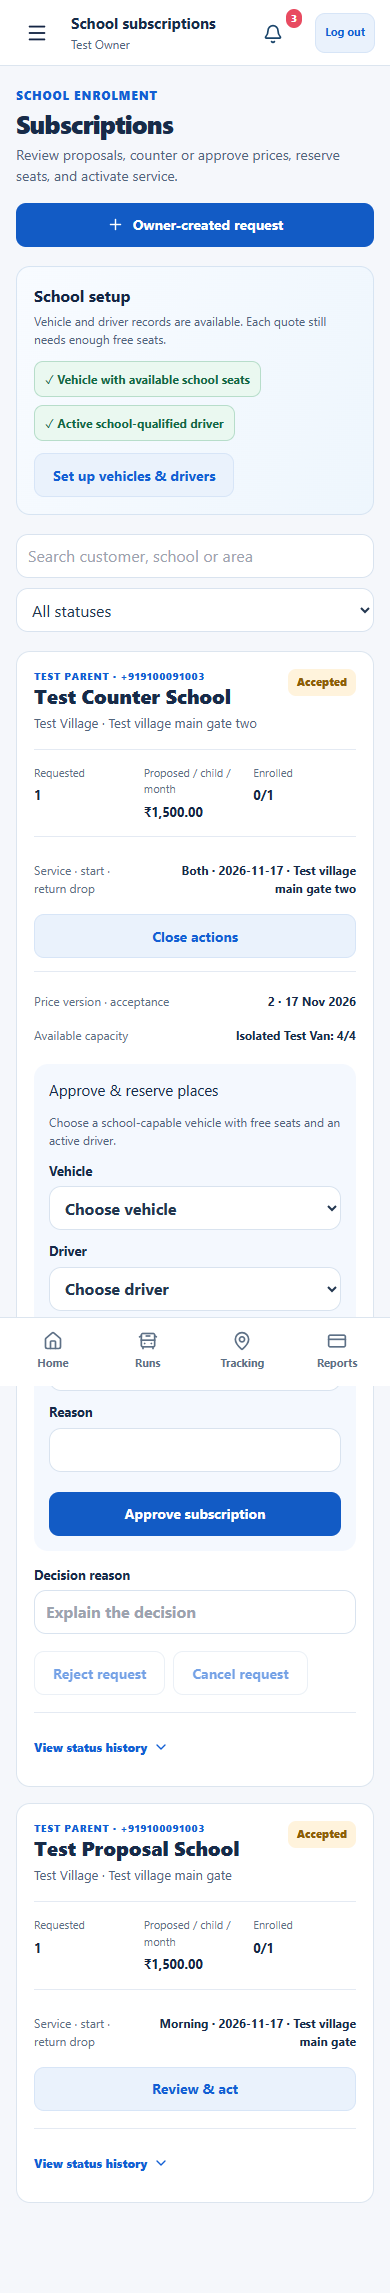 School subscriptions
Test Owner
3
Log out
SCHOOL ENROLMENT
Subscriptions
Review proposals, counter or approve prices, reserve
seats, and activate service.
+ Owner-created request
School setup
Vehicle and driver records are available. Each quote still
needs enough free seats.
✓ Vehicle with available school seats
✓ Active school-qualified driver
Set up vehicles & drivers
Search customer, school or area
All statuses
TEST PARENT • +919100091003
Accepted
Test Counter School
Test Village · Test village main gate two
Requested
1
Proposed / child /
month
₹1,500.00
Enrolled
0/1
Service · start ·
return drop
Both · 2026-11-17 · Test village
main gate two
Close actions
Price version · acceptance
2 · 17 Nov 2026
Available capacity
Isolated Test Van: 4/4
Approve & reserve places
Choose a school-capable vehicle with free seats and an
active driver.
Vehicle
Choose vehicle
Driver
Choose driver
Home
Runs
Tracking
Reports
Reason
Approve subscription
Decision reason
Explain the decision
Reject request
Cancel request
View status history
TEST PARENT • +919100091003
Accepted
Test Proposal School
Test Village · Test village main gate
Requested
1
Proposed / child /
month
₹1,500.00
Enrolled
0/1
Service · start ·
return drop
Morning · 2026-11-17 · Test village
main gate
Review & act
View status history